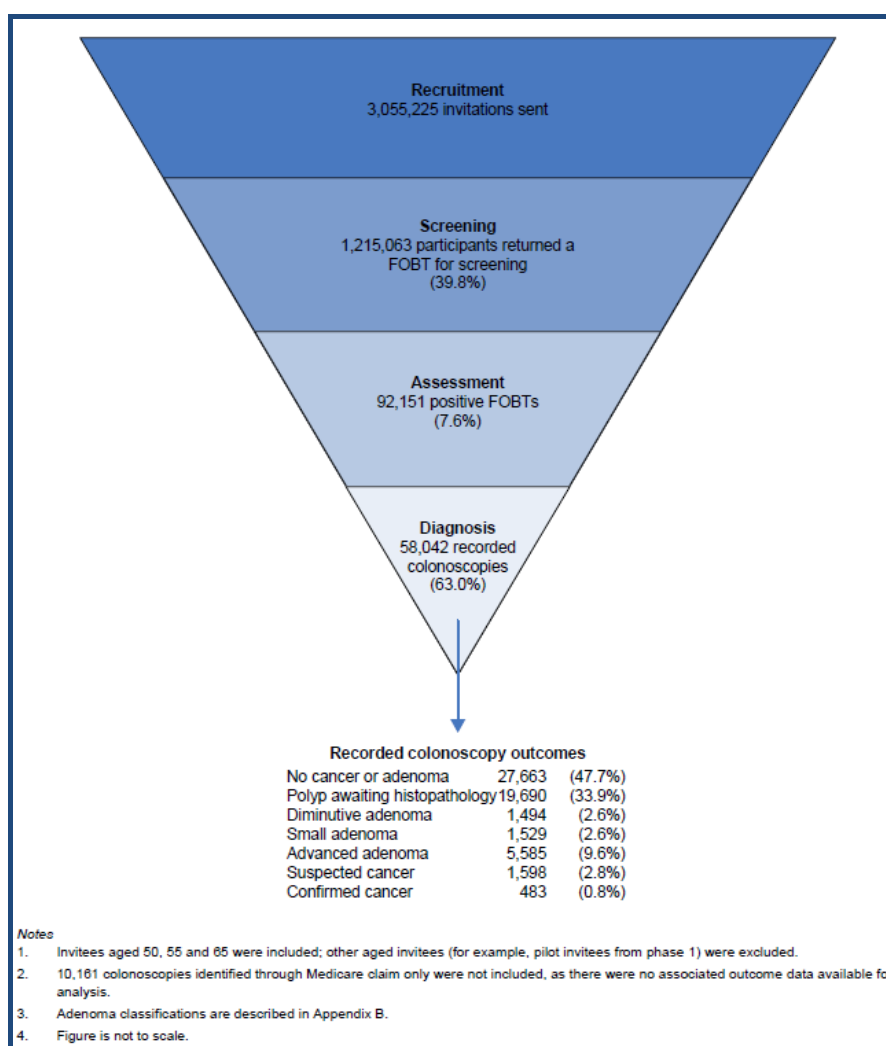 Recruitment
3,055,225 invitations sent
Screening
1,215,063 participants returned a
FOBT for screening
(39.8%)
Assessment
92,151 positive FOBTs
(7.6%)
Diagnosis
58,042 recorded
colonoscopies
(63.0%)
Recorded colonoscopy outcomes
No cancer or adenoma 27,663 (47.7%)
Polyp awaiting histopathology 19,690 (33.9%)
Diminutive adenoma 1,494 (2.6%)
Small adenoma 1,529 (2.6%)
Advanced adenoma 5,585 (9.6%)
Suspected cancer 1,598 (2.8%)
Confirmed cancer 483 (0.8%)
Notes
1. Invitees aged 50, 55 and 65 were included; other aged invitees (for example, pilot invitees from phase 1) were excluded.
2. 10,161 colonoscopies identified through Medicare claim only were not included, as there were no associated outcome data available fo
analysis.
3. Adenoma classifications are described in Appendix B.
4. Figure is not to scale.